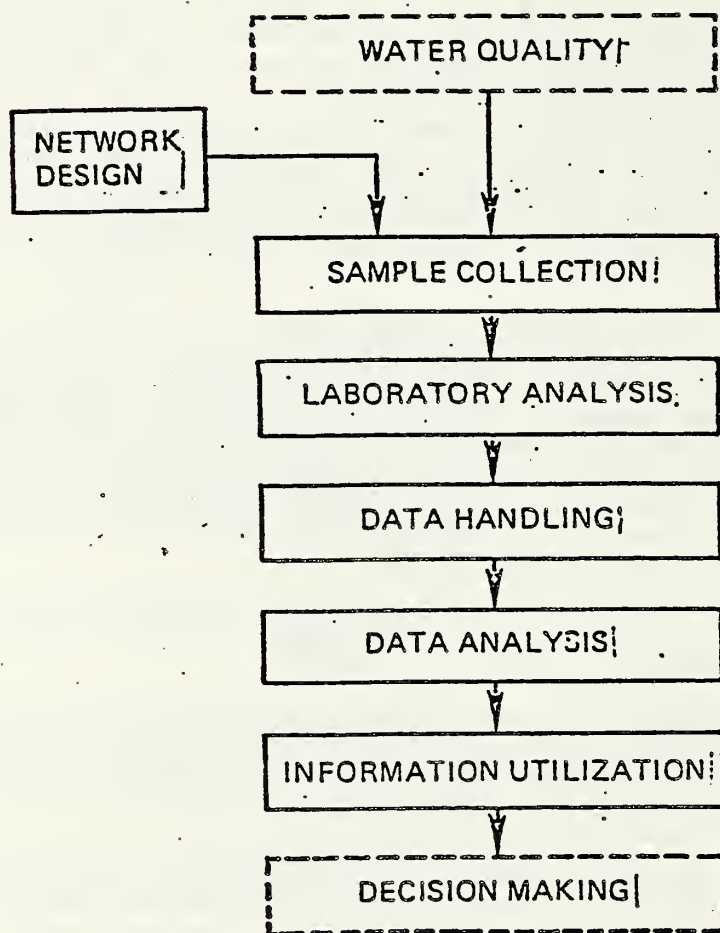 WATER QUALITY
NETWORK
DESIGN
SAMPLE COLLECTION
LABORATORY ANALYSIS
DATA HANDLING
DATA ANALYSIS
INFORMATION UTILIZATION
DECISION MAKING